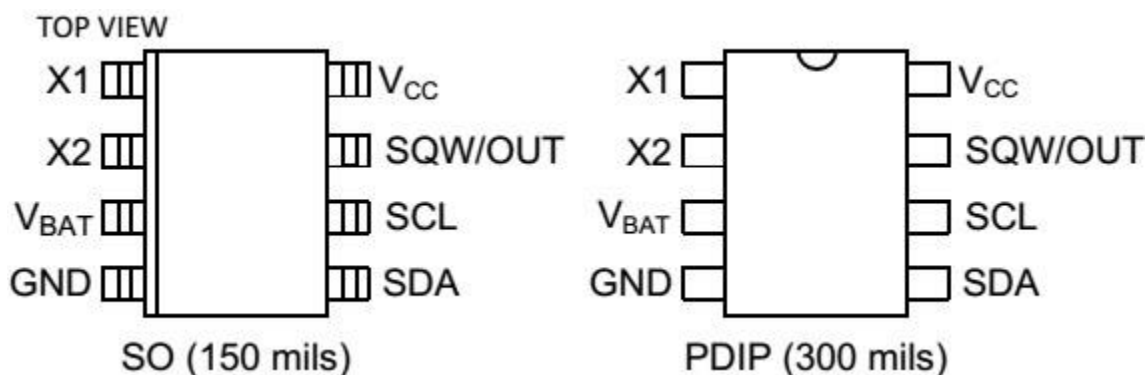 TOP VIEW
X1
X2
VBAT
GND
VCC
SQW/OUT
SCL
SDA
SO (150 mils)
X1
X2
VBAT
GND
VCC
SQW/OUT
SCL
SDA
PDIP (300 mils)